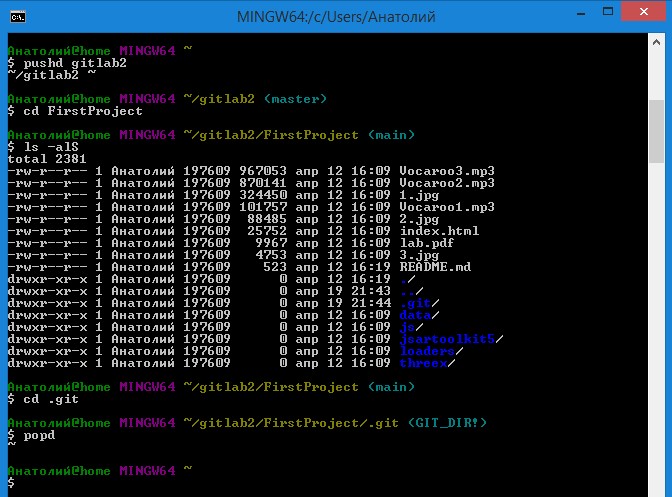 MINGW64:/c/Users/Анатолий
Анатолий@home MINGW64 ~
$ pushd gitlab2
~/gitlab2 ~
Анатолий@home MINGW64 ~/gitlab2 (master)
$ cd FirstProject
Анатолий@home MINGW64 ~/gitlab2/FirstProject (main)
$ ls -alS
total 2381
-rw-r--r-- 1 Анатолий 197609 967053 апр 12 16:09 Vocaroo3.mp3
-rw-r--r-- 1 Анатолий 197609 870141 апр 12 16:09 Vocaroo2.mp3
-rw-r--r-- 1 Анатолий 197609 324450 апр 12 16:09 1.jpg
-rw-r--r-- 1 Анатолий 197609 101757 апр 12 16:09 Vocaroo1.mp3
-rw-r--r-- 1 Анатолий 197609 88485 апр 12 16:09 2.jpg
-rw-r--r-- 1 Анатолий 197609 25752 апр 12 16:09 index.html
-rw-r--r-- 1 Анатолий 197609 9967 апр 12 16:09 lab.pdf
-rw-r--r-- 1 Анатолий 197609 4753 апр 12 16:09 3.jpg
-rw-r--r-- 1 Анатолий 197609 523 апр 12 16:19 README.md
drwxr-xr-x 1 Анатолий 197609 0 апр 12 16:19 ./
drwxr-xr-x 1 Анатолий 197609 0 апр 19 21:43 ../
drwxr-xr-x 1 Анатолий 197609 0 апр 19 21:44 .git/
drwxr-xr-x 1 Анатолий 197609 0 апр 12 16:09 data/
drwxr-xr-x 1 Анатолий 197609 0 апр 12 16:09 js/
drwxr-xr-x 1 Анатолий 197609 0 апр 12 16:09 jsartoolkit5/
drwxr-xr-x 1 Анатолий 197609 0 апр 12 16:09 loaders/
drwxr-xr-x 1 Анатолий 197609 0 апр 12 16:09 threex/
Анатолий@home MINGW64 ~/gitlab2/FirstProject (main)
$ cd .git
Анатолий@home MINGW64 ~/gitlab2/FirstProject/.git (GIT_DIR!)
$ popd
~
Анатолий@home MINGW64 ~
$